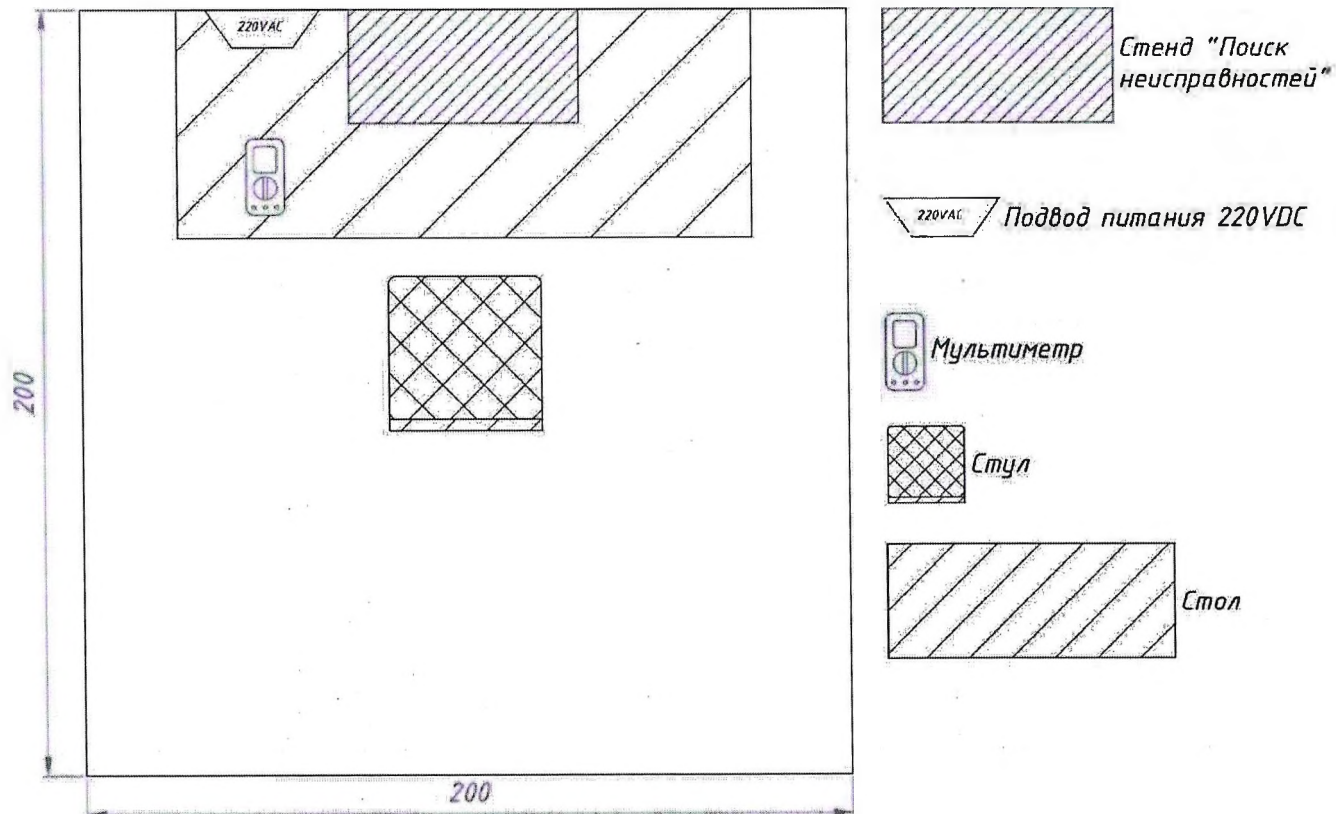 220VAC
200
200
Стенд "Поиск
неисправностей"
220VAC
Подвод питания 220VDC
Мультиметр
Стул
Стол